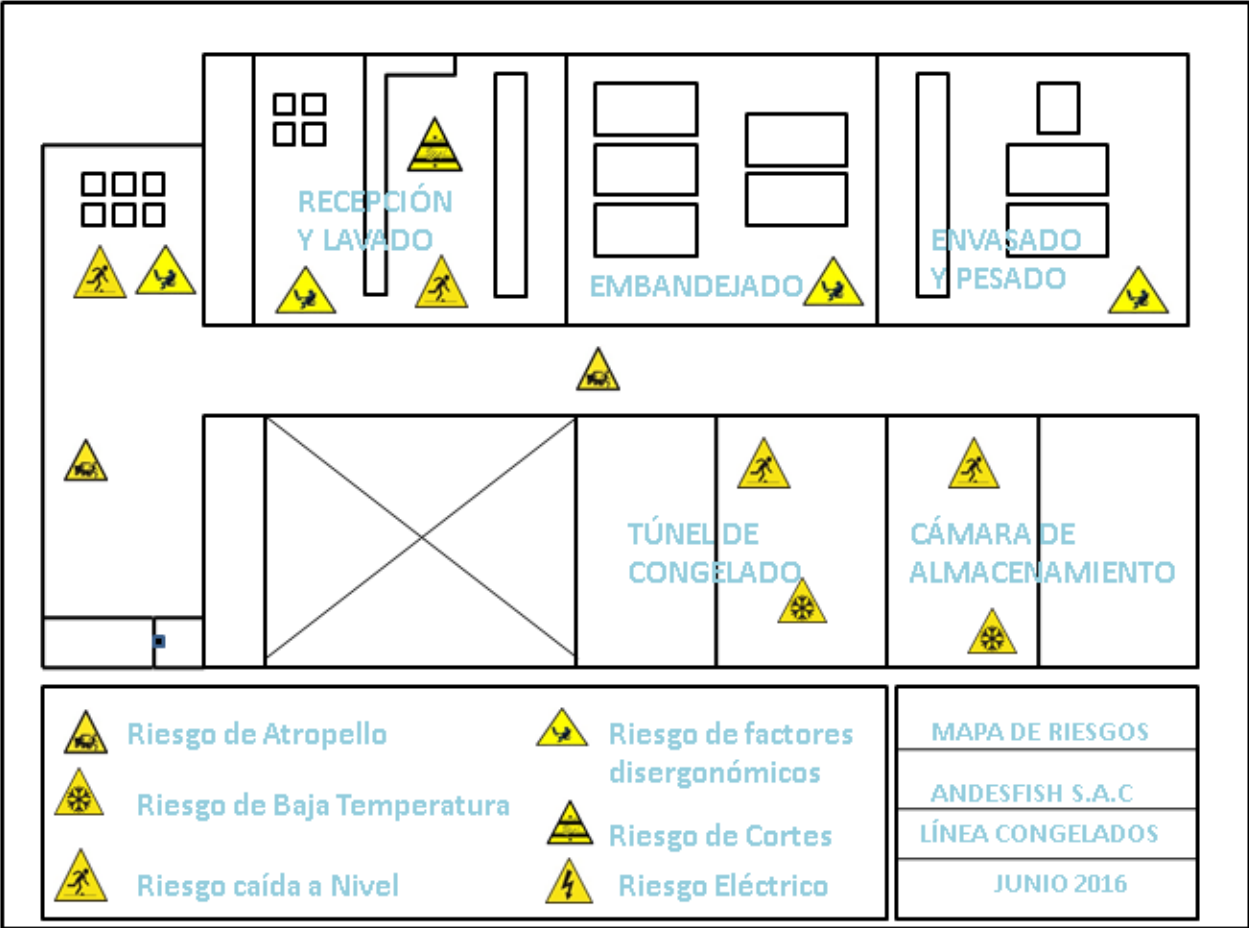 RECEPCIÓN
Y LAVADO
EMBANDEJADO
ENVASADO
Y PESADO
TÚNEL DE
CONGELADO
CÁMARA DE
ALMACENAMIENTO
Riesgo de Atropello
Riesgo de Baja Temperatura
Riesgo caída a Nivel
Riesgo de factores
disergonómicos
Riesgo de Cortes
Riesgo Eléctrico
MAPA DE RIESGOS
ANDESFISH S.A.C
LÍNEA CONGELADOS
JUNIO 2016